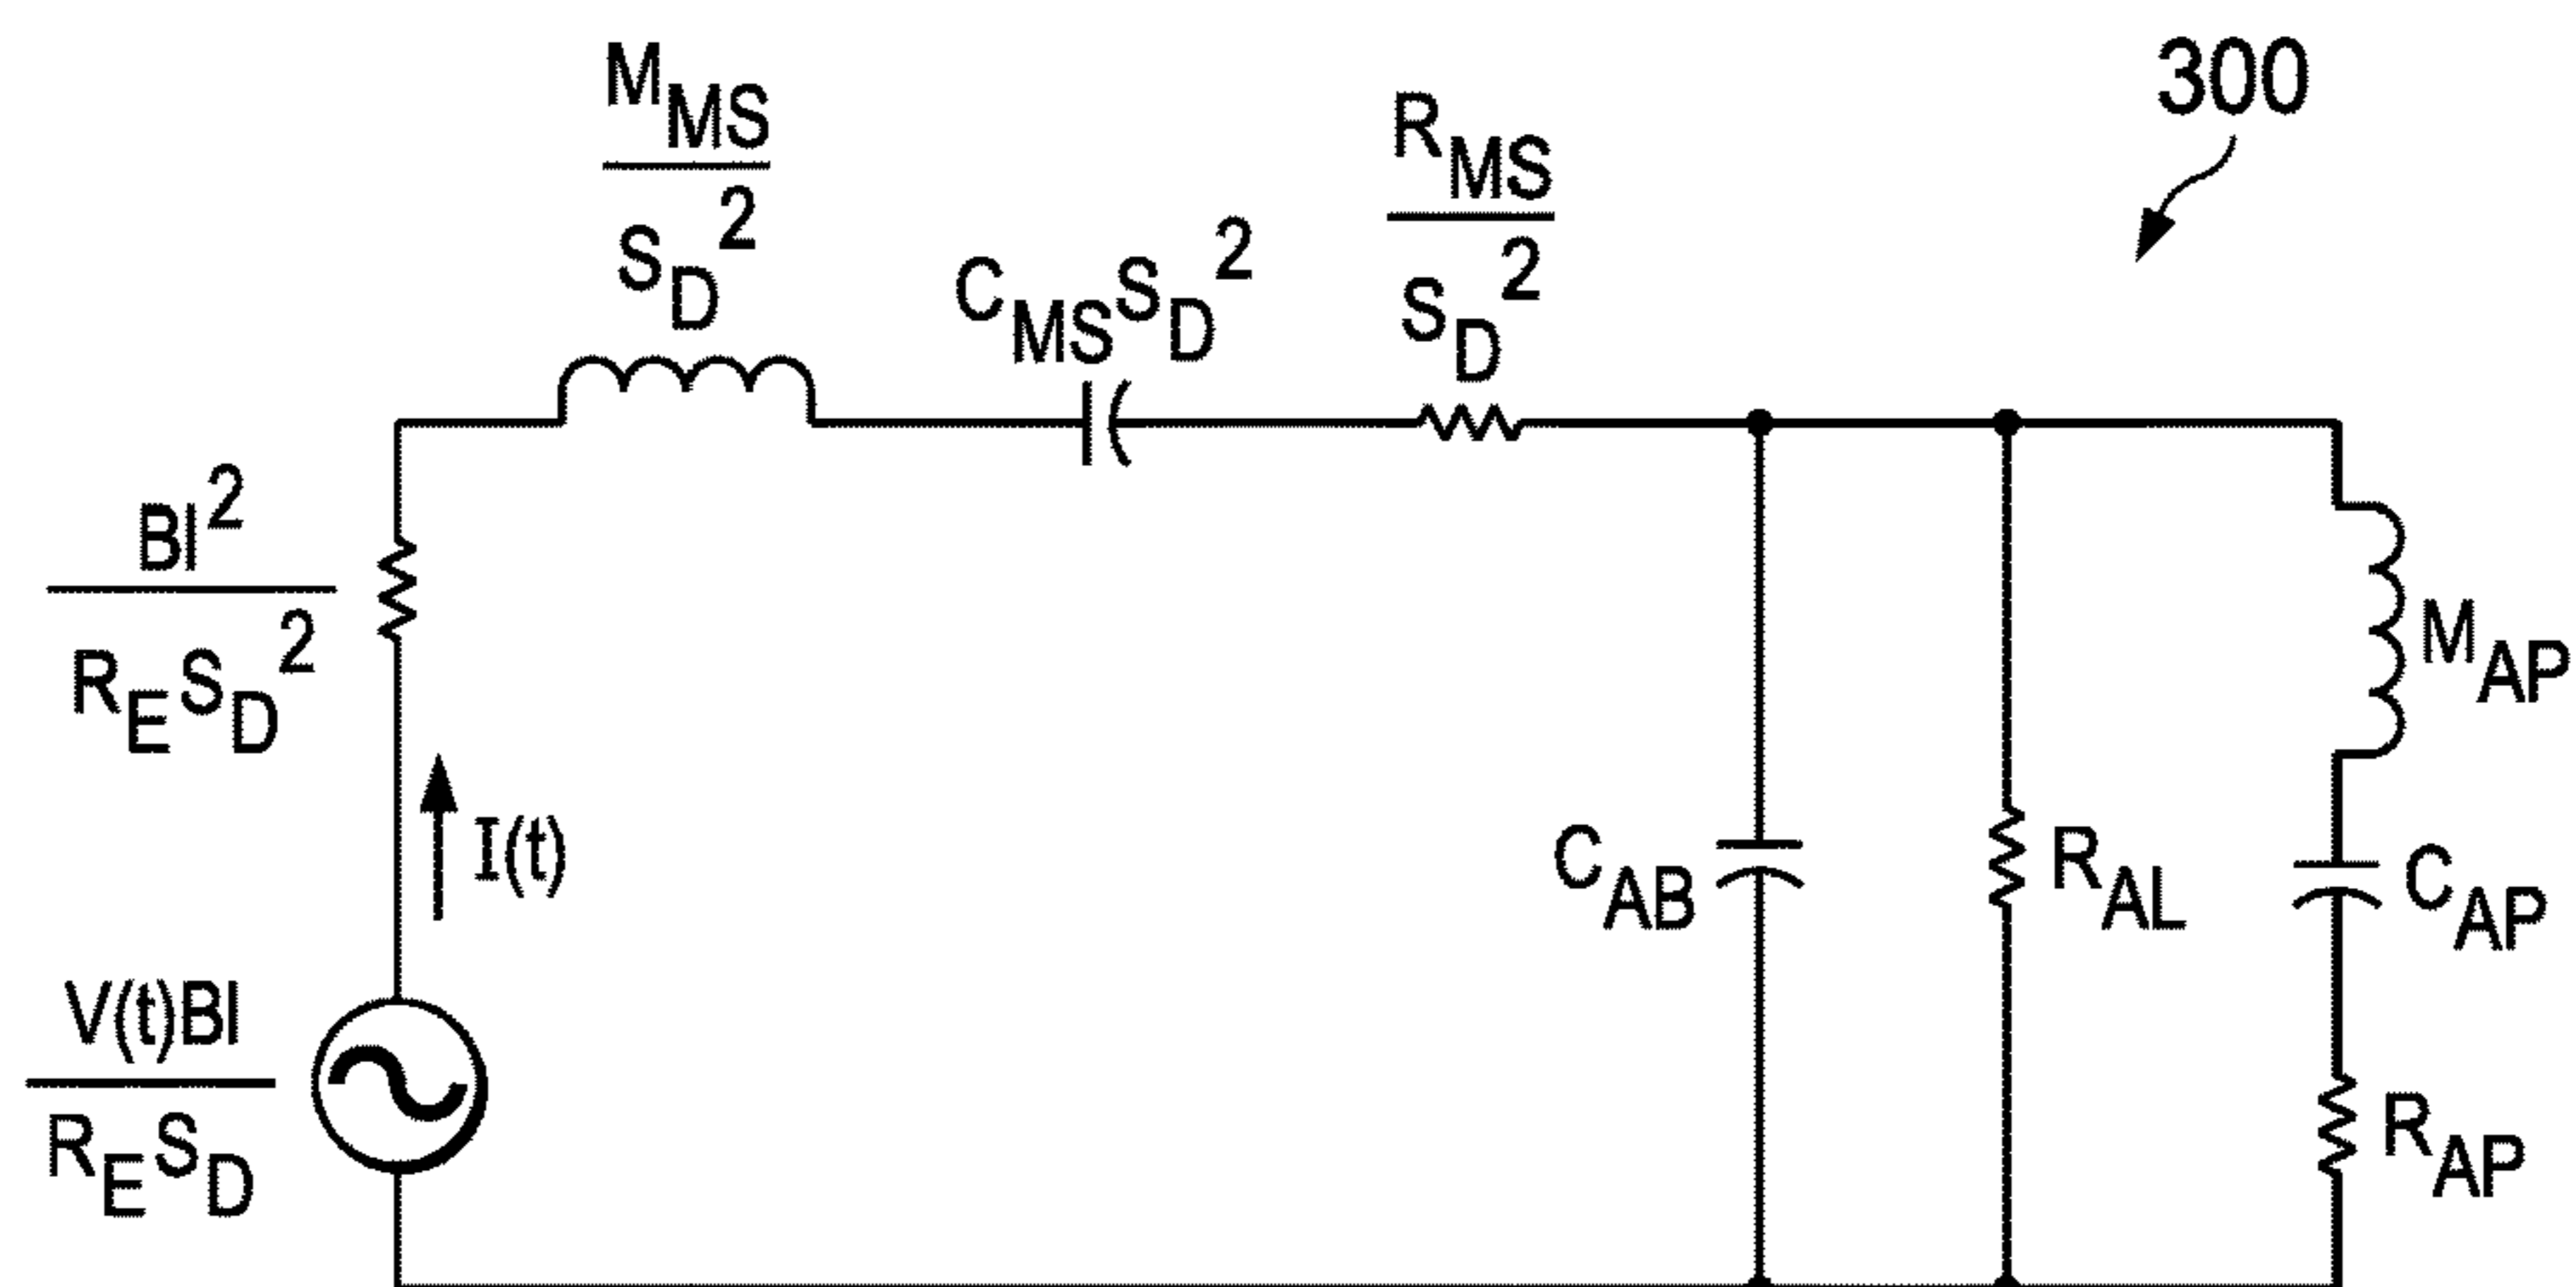 300
M_MS
S_D^2
C_MS S_D^2
R_MS
S_D^2
Bl^2
R_E S_D^2
I(t)
V(t)Bl
R_E S_D
C_AB
R_AL
M_AP
C_AP
R_AP